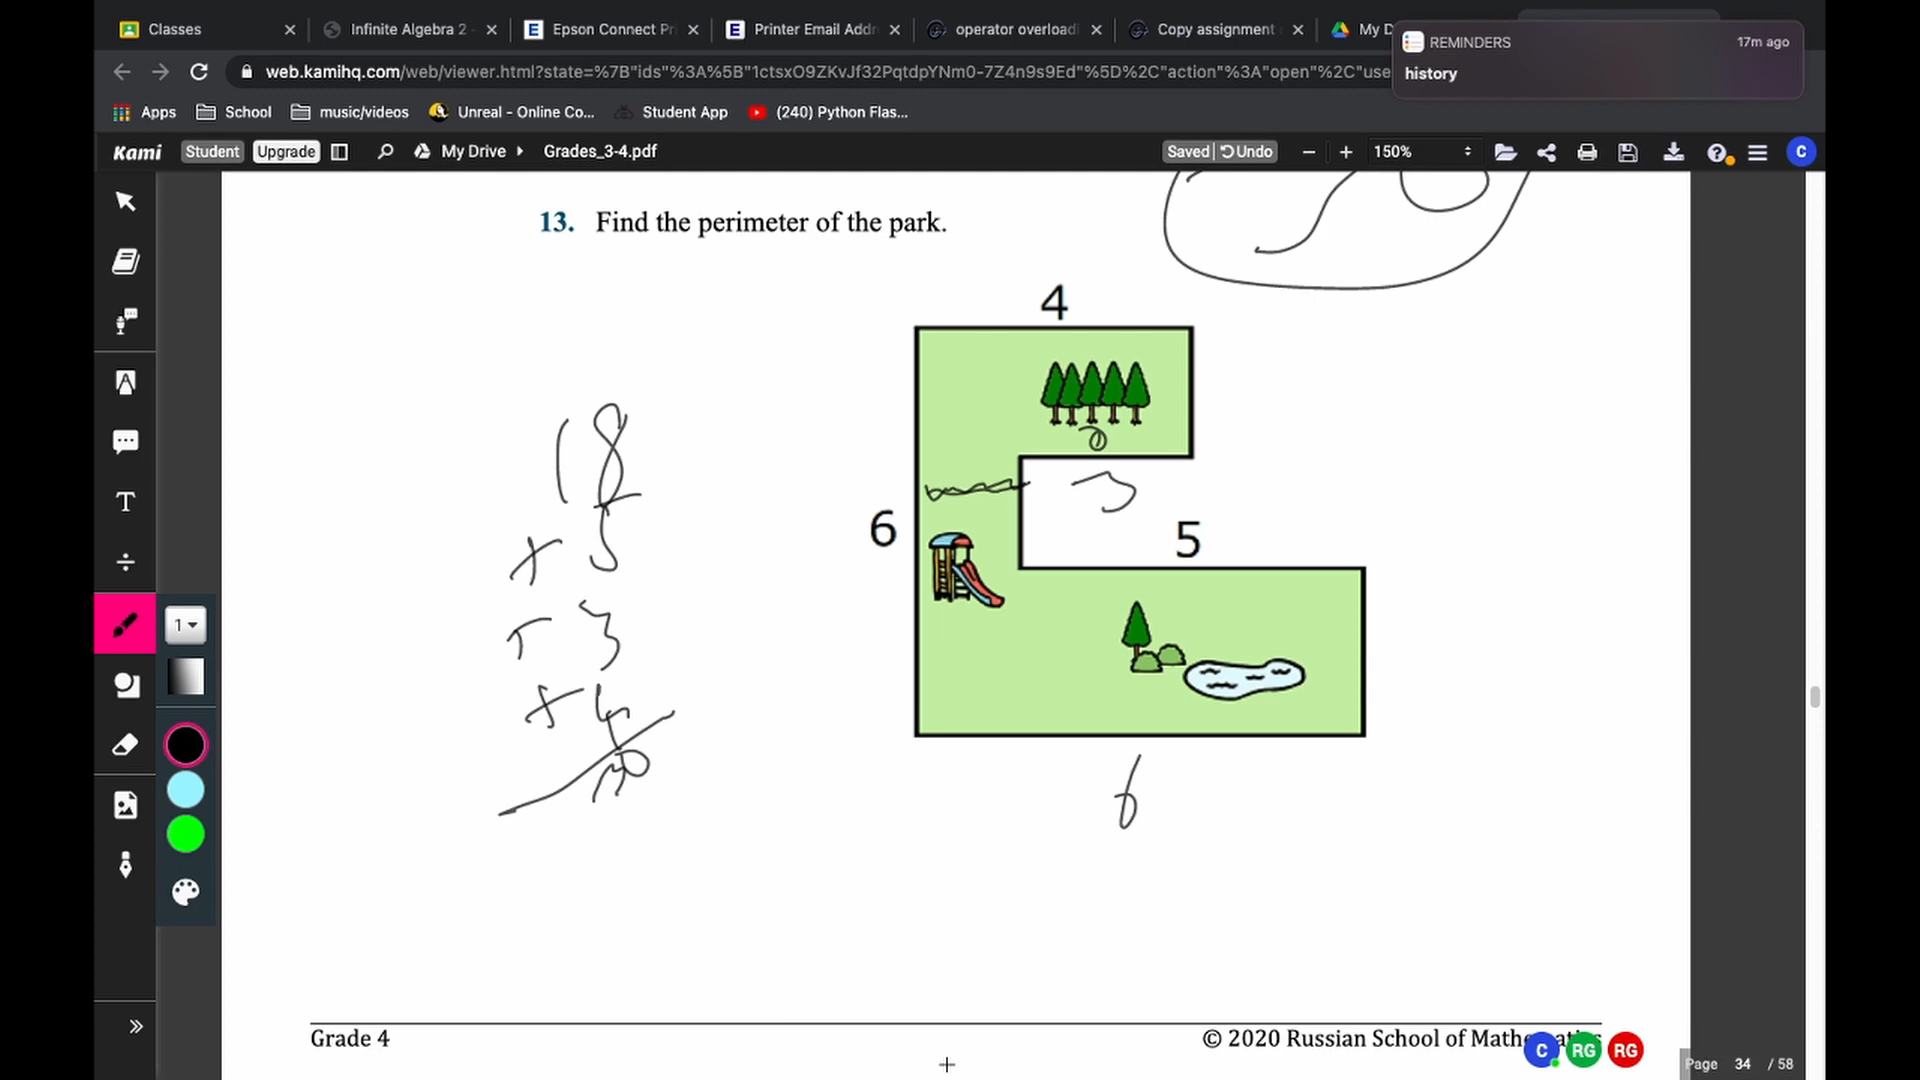 Classes
Infinite Algebra 2 -
Epson Connect Pr
Printer Email Addr
operator overloadi
Copy assignment
My D
REMINDERS
17m ago
history
web.kamihq.com/web/viewer.html?state=%7B"ids"%3A%5B"1ctsxO9ZKvJf32PqtdpYNm0-7Z4n9s9Ed"%5D%2C"action"%3A"open"%2C"use
Apps
School
music/videos
Unreal - Online Co...
Student App
(240) Python Flas...
Kami
Student
Upgrade
My Drive
Grades_3-4.pdf
Saved
Undo
150%
C
13. Find the perimeter of the park.
4
18
+ 5
+ 3
+ 4
30
3
6
5
6
1
T
Grade 4
© 2020 Russian School of Mathematics
C
RG
RG
Page 34 / 58